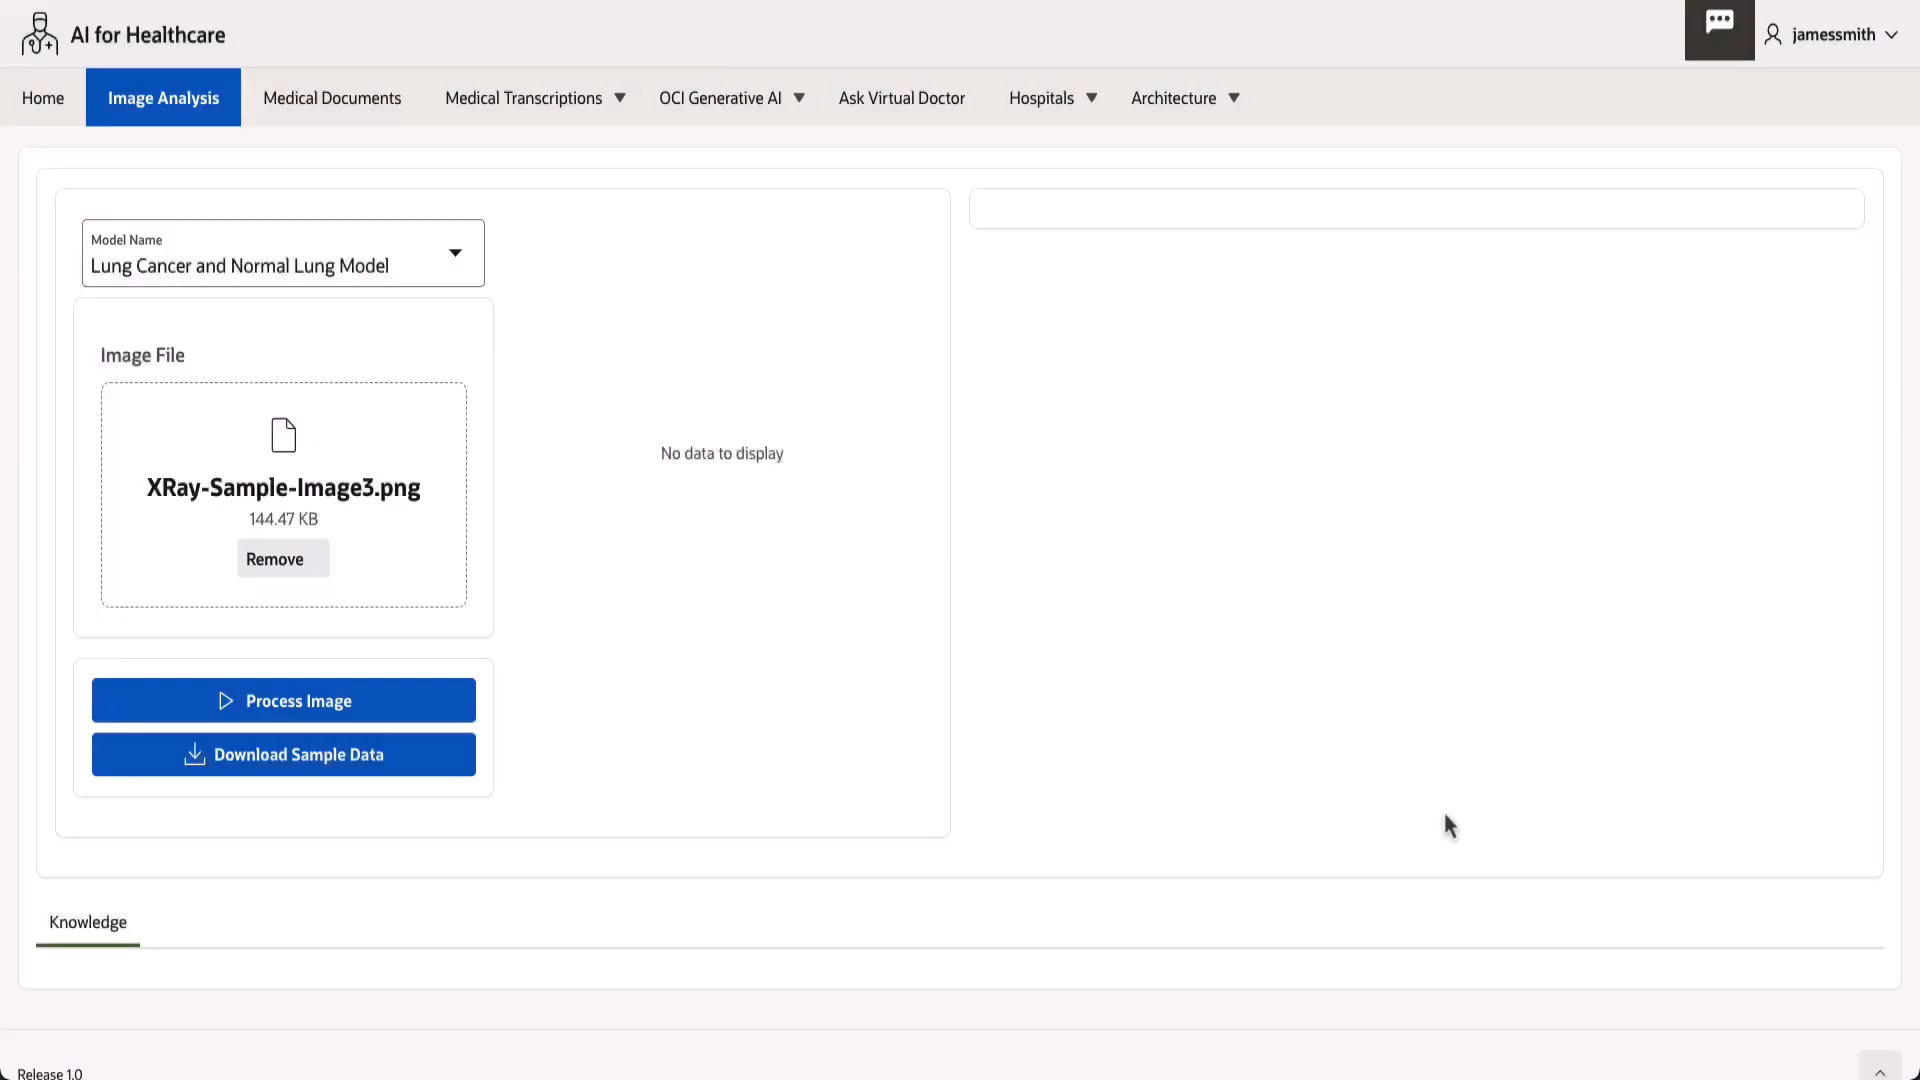 AI for Healthcare
jamessmith
Home
Image Analysis
Medical Documents
Medical Transcriptions
OCI Generative AI
Ask Virtual Doctor
Hospitals
Architecture
Model Name
Lung Cancer and Normal Lung Model
Image File
XRay-Sample-Image3.png
144.47 KB
Remove
No data to display
Process Image
Download Sample Data
Knowledge
Release 1.0